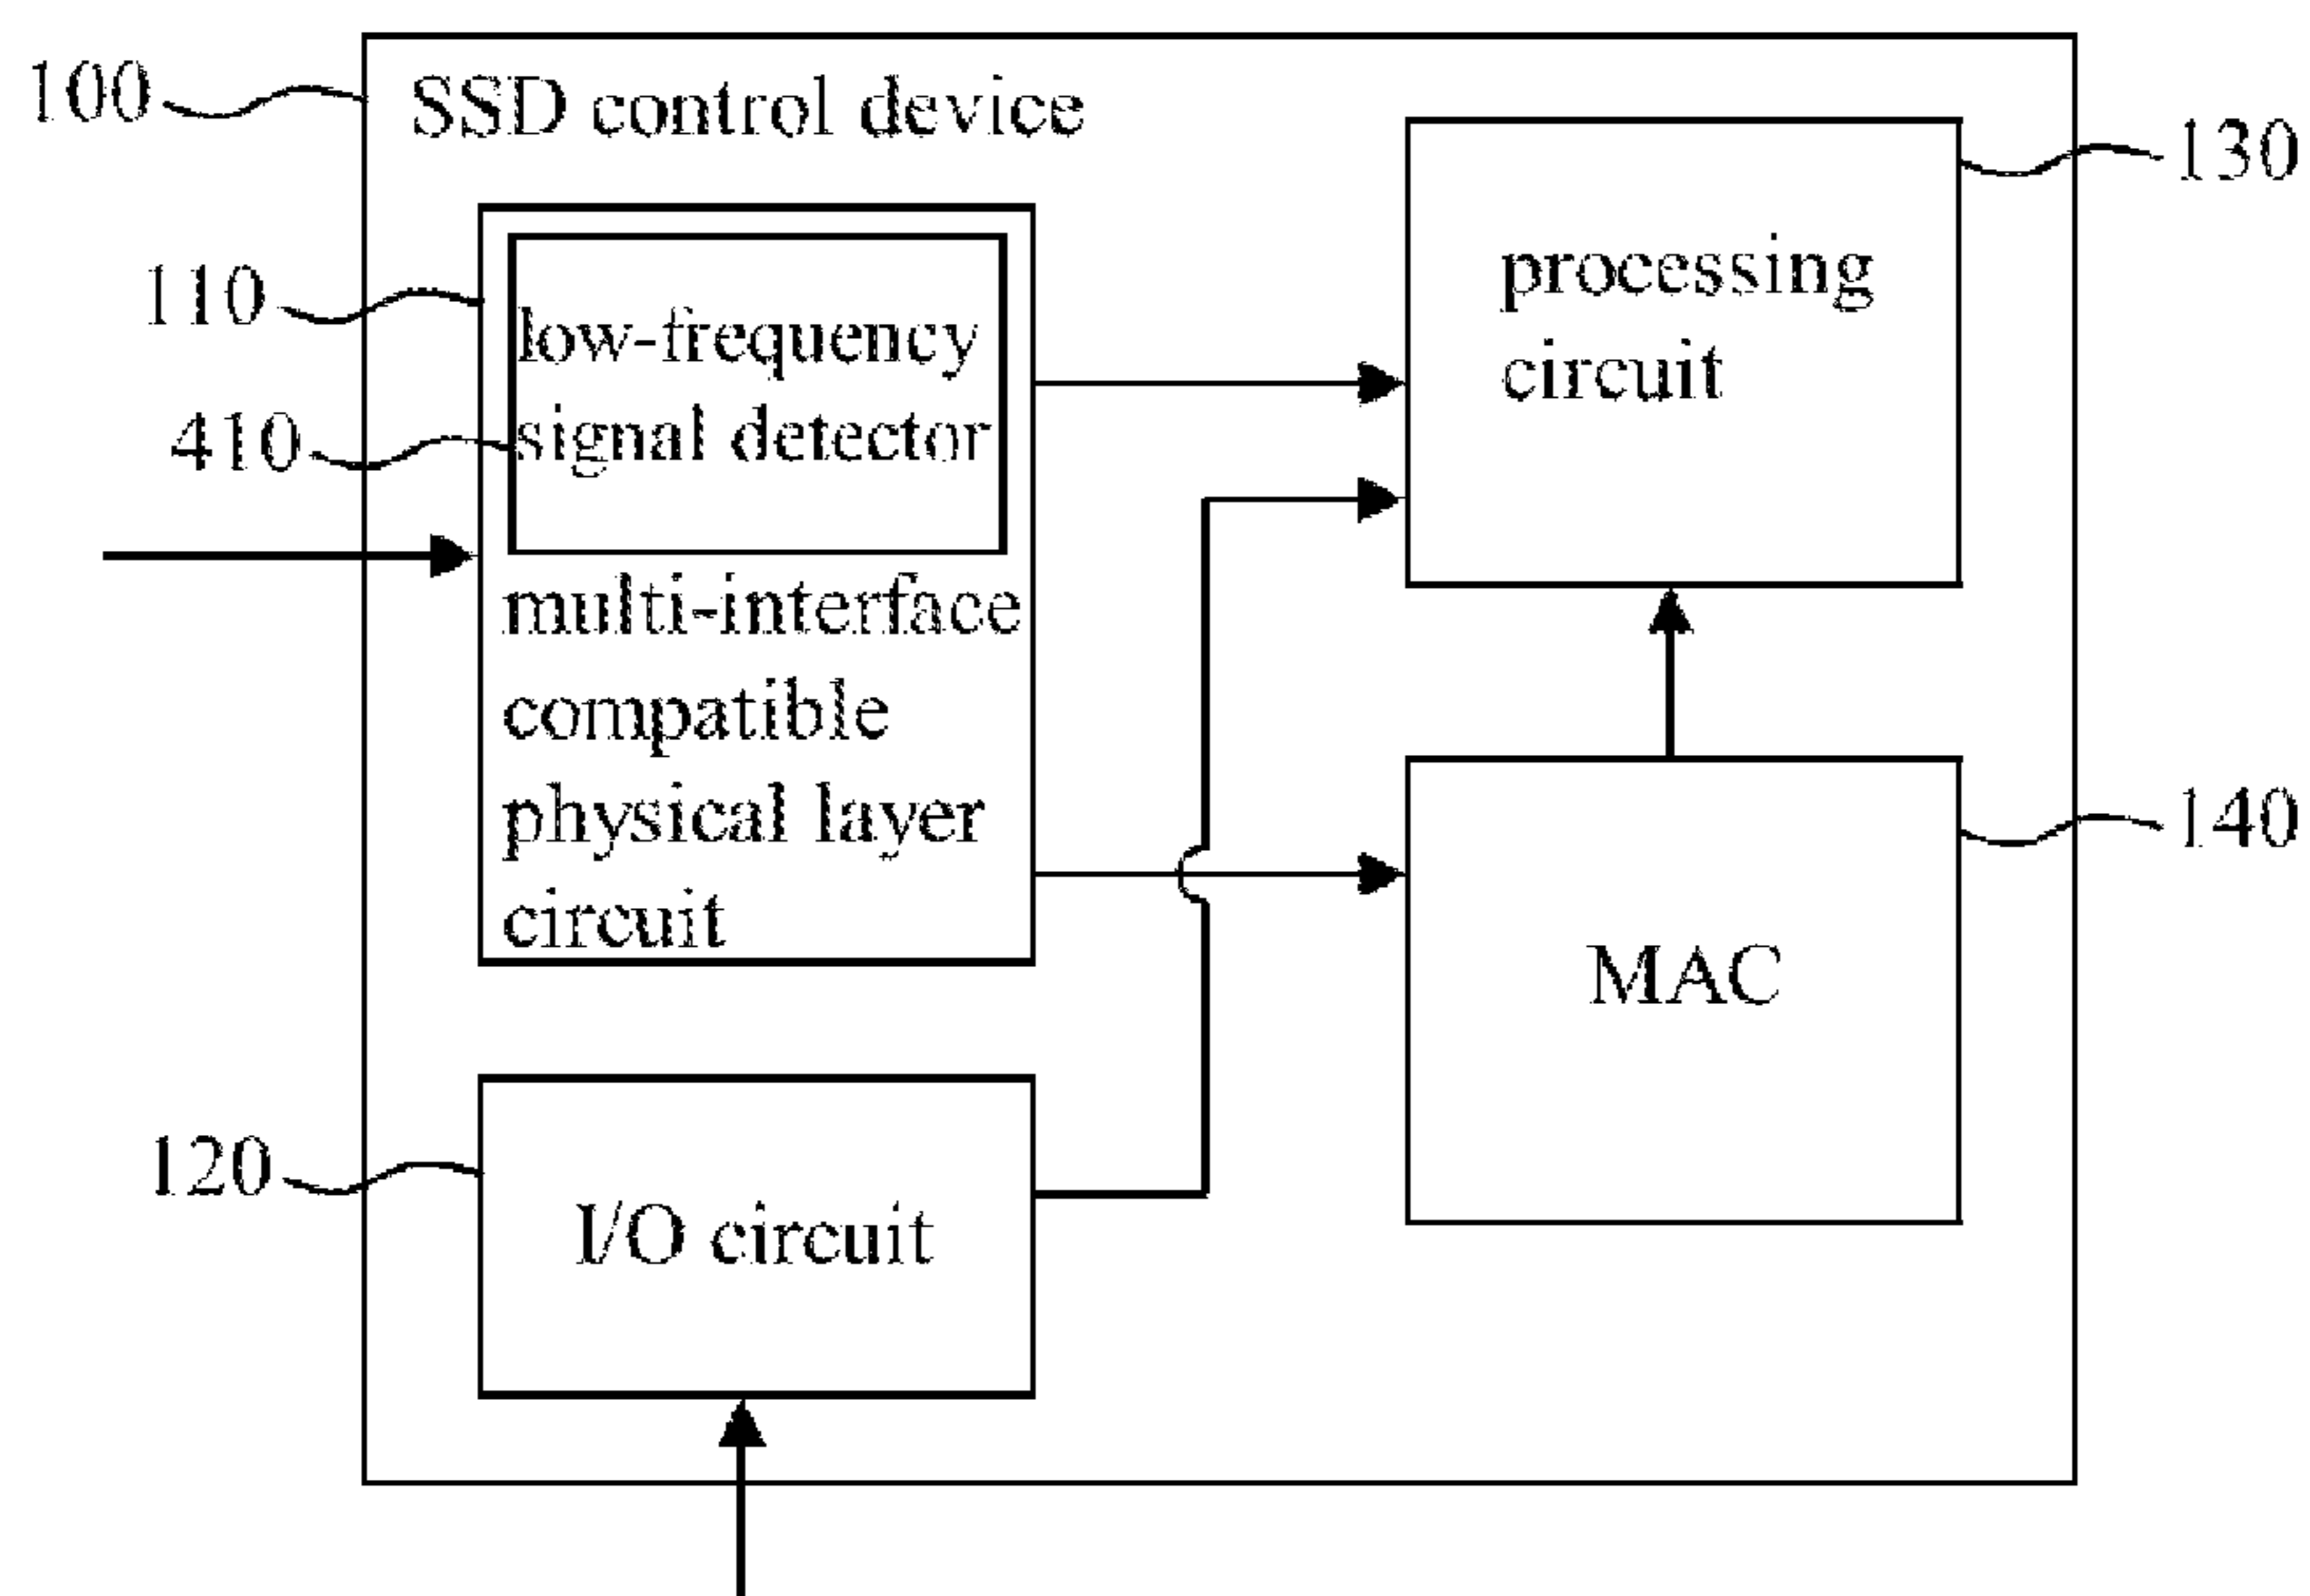 100
SSD control device
130
110
low-frequency
signal detector
410
processing
circuit
multi-interface
compatible
physical layer
circuit
140
MAC
120
I/O circuit